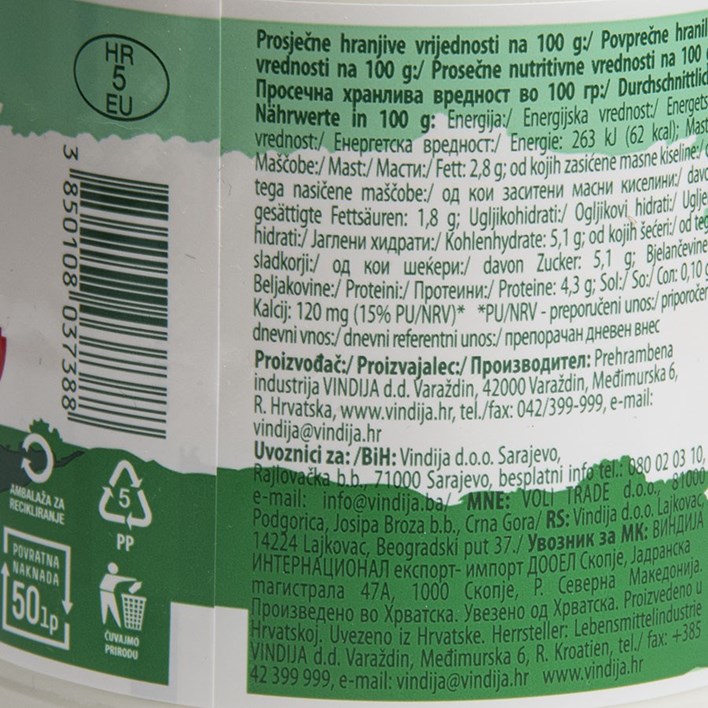 HR
5
EU
3 850108 037388
AMBALAŽA ZA
RECIKLIRANJE
5
PP
POVRATNA
NAKNADA
50lp
ČUVAJMO
PRIRODU
Prosječne hranjive vrijednosti na 100 g:/ Povprečne hranil
vrednosti na 100 g:/ Prosečne nutritivne vrednosti na 100 g
Просечна хранлива вредност во 100 гр:/ Durchschnittlic
Nährwerte in 100 g: Energija:/ Energijska vrednost:/ Energets
vrednost:/ Енергетска вредност:/ Energie: 263 kJ (62 kcal); Mast
Maščobe:/ Mast:/ Масти:/ Fett: 2,8 g; od kojih zasićene masne kiseline:/
tega nasičene maščobe:/ од кои заситени масни киселини:/ davo
gesättigte Fettsäuren: 1,8 g; Ugljikohidrati:/ Ogljikovi hidrati:/ Uglje
hidrati:/ Јаглени хидрати:/ Kohlenhydrate: 5,1 g; od kojih šećeri:/ od teg
sladkorji:/ од кои шеќери:/ davon Zucker: 5,1 g; Bjelančevine
Beljakovine:/ Proteini:/ Протеини:/ Proteine: 4,3 g; Sol:/ So:/ Сол: 0,10 g
Kalcij: 120 mg (15% PU/NRV)* *PU/NRV - preporučeni unos:/ priporočen
dnevni vnos:/ dnevni referentni unos:/ препорачан дневен внес
Proizvođač:/ Proizvajalec:/ Производител: Prehrambena
industrija VINDIJA d.d. Varaždin, 42000 Varaždin, Međimurska 6,
R. Hrvatska, www.vindija.hr, tel./fax: 042/399-999, e-mail:
vindija@vindija.hr
Uvoznici za: /BiH: Vindija d.o.o. Sarajevo,
Rajlovačka b.b., 71000 Sarajevo, besplatni info tel.: 080 02 03 10,
e-mail: info@vindija.ba/ MNE: VOLI TRADE d.o.o., 81000
Podgorica, Josipa Broza b.b., Crna Gora/ RS: Vindija d.o.o. Lajkovac,
14224 Lajkovac, Beogradski put 37./ Увозник за МК: ВИНДИЈА
ИНТЕРНАЦИОНАЛ експорт- импорт ДООЕЛ Скопје, Јадранска
магистрала 47А, 1000 Скопје, Р. Северна Македонија.
Произведено во Хрватска. Увезено од Хрватска. Proizvedeno u
Hrvatskoj. Uvezeno iz Hrvatske. Hersteller: Lebensmittelindustrie
VINDIJA d.d. Varaždin, Međimurska 6, R. Kroatien, tel./ fax: +385
42 399 999, e-mail: vindija@vindija.hr www.vindija.hr